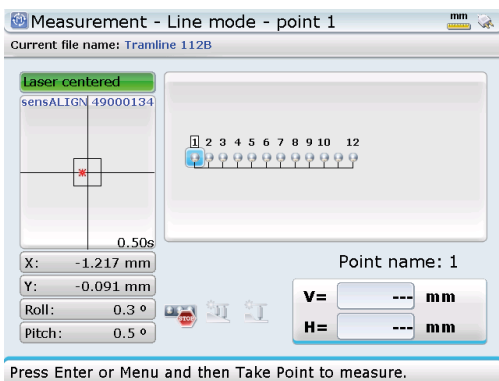 Measurement - Line mode - point 1
mm
Current file name: Tramline 112B
Laser centered
sensALIGN 49000134
1 2 3 4 5 6 7 8 9 10 12
0.50s
X: -1.217 mm
Y: -0.091 mm
Roll: 0.3 º
Pitch: 0.5 º
STOP
Point name: 1
V= --- mm
H= --- mm
Press Enter or Menu and then Take Point to measure.